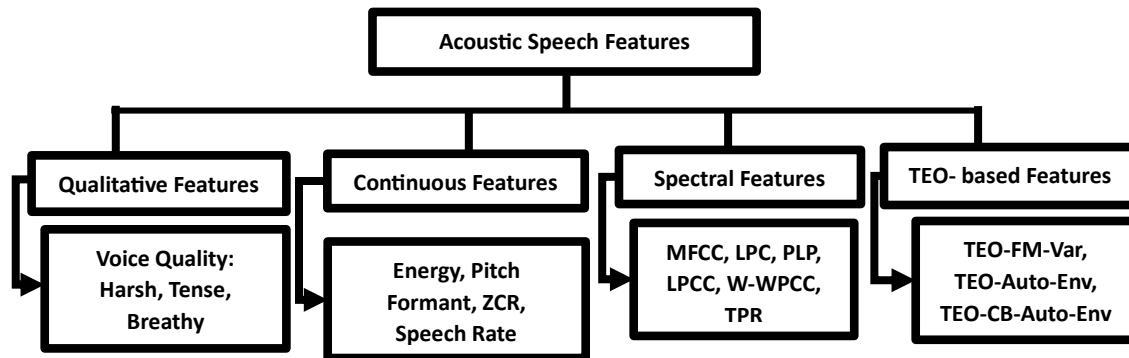 Acoustic Speech Features
Qualitative Features
Continuous Features
Spectral Features
TEO- based Features
Voice Quality:
Harsh, Tense,
Breathy
Energy, Pitch
Formant, ZCR,
Speech Rate
MFCC, LPC, PLP,
LPCC, W-WPCC,
TPR
TEO-FM-Var,
TEO-Auto-Env,
TEO-CB-Auto-Env